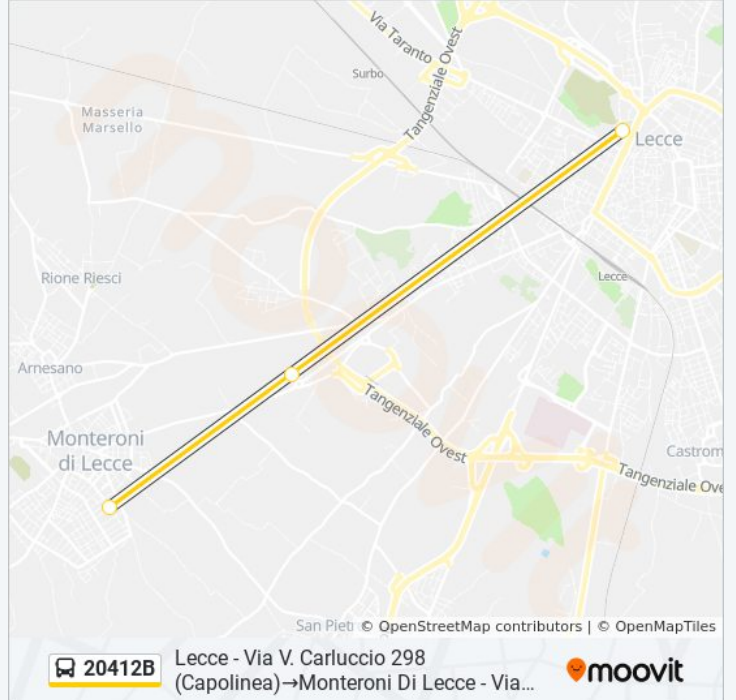 Via Taranto
Tangenziale Ovest
Surbo
Masseria
Marsello
Lecce
Rione Riesci
Lecce
Arnesano
Tangenziale Ovest
Monteroni
di Lecce
Castrom
Tangenziale Ove
San Pieti
© OpenStreetMap contributors | © OpenMapTiles
20412B
Lecce - Via V. Carluccio 298
(Capolinea)→Monteroni Di Lecce - Via...
moovit